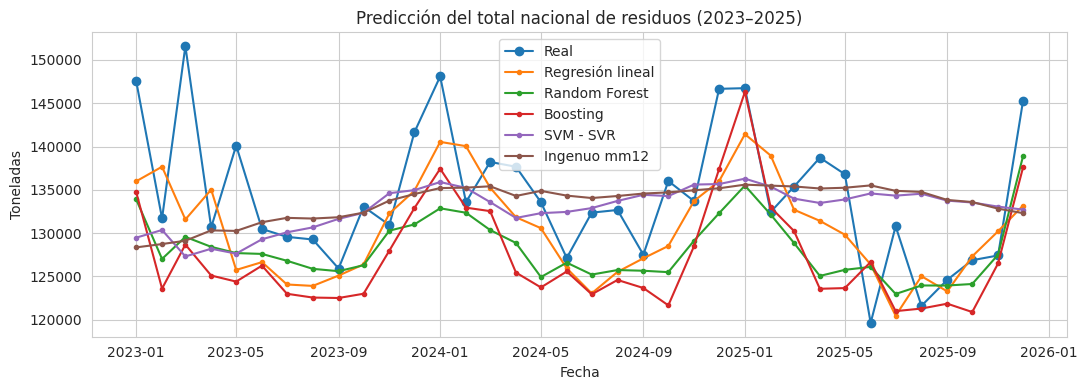 Predicción del total nacional de residuos (2023–2025)
Toneladas
150000
145000
140000
135000
130000
125000
120000
Real
Regresión lineal
Random Forest
Boosting
SVM - SVR
Ingenuo mm12
2023-01
2023-05
2023-09
2024-01
2024-05
2024-09
2025-01
2025-05
2025-09
2026-01
Fecha